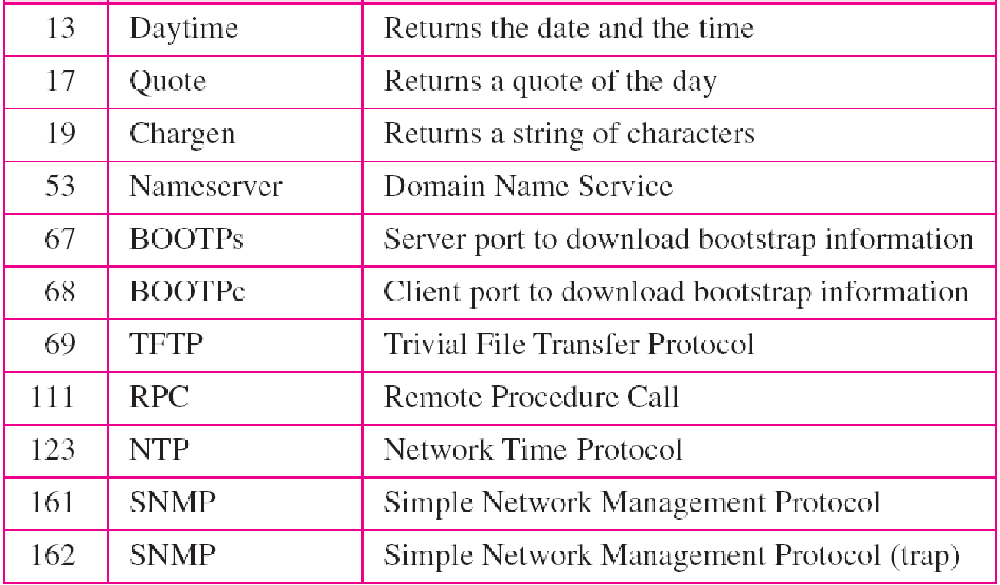 13 Daytime Returns the date and the time
17 Quote Returns a quote of the day
19 Chargen Returns a string of characters
53 Nameserver Domain Name Service
67 BOOTPs Server port to download bootstrap information
68 BOOTPc Client port to download bootstrap information
69 TFTP Trivial File Transfer Protocol
111 RPC Remote Procedure Call
123 NTP Network Time Protocol
161 SNMP Simple Network Management Protocol
162 SNMP Simple Network Management Protocol (trap)